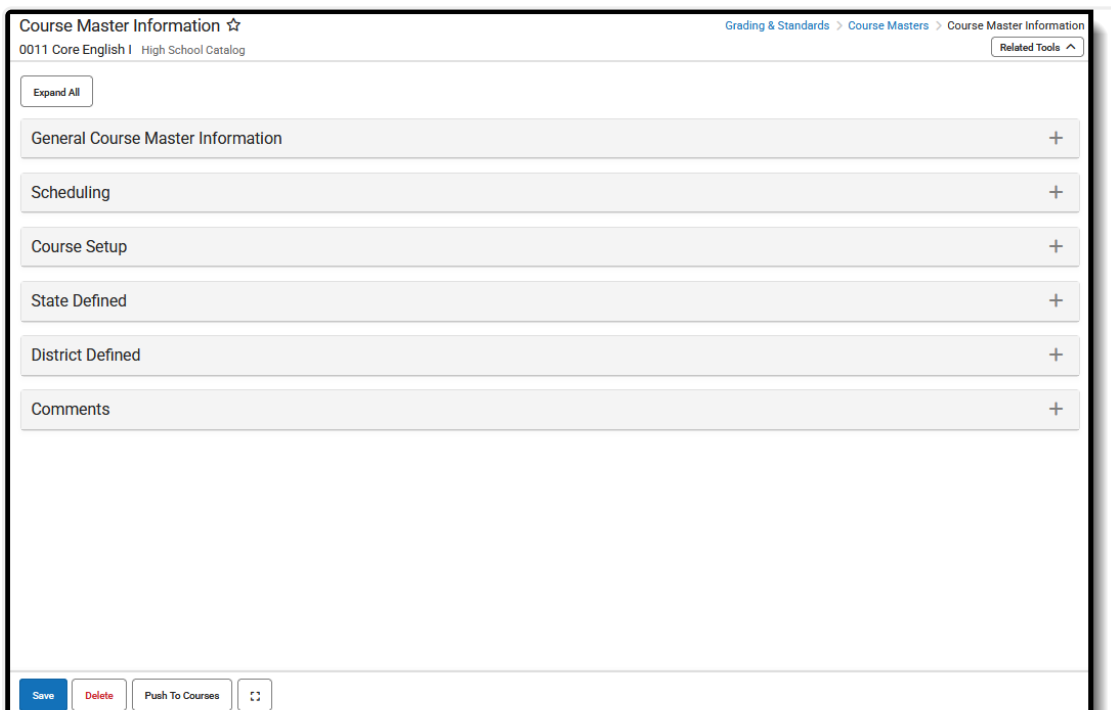 Course Master Information
Grading & Standards > Course Masters > Course Master Information
0011 Core English I High School Catalog
Related Tools
Expand All
General Course Master Information
Scheduling
Course Setup
State Defined
District Defined
Comments
Save Delete Push To Courses